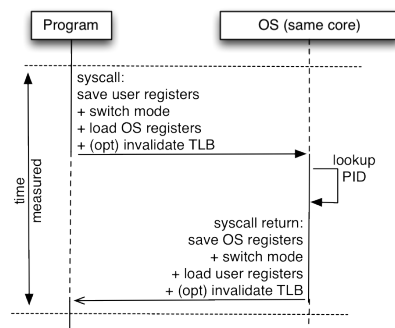 Program
OS (same core)
syscall:
save user registers
+ switch mode
+ load OS registers
+ (opt) invalidate TLB
lookup
PID
time
measured
syscall return:
save OS registers
+ switch mode
+ load user registers
+ (opt) invalidate TLB